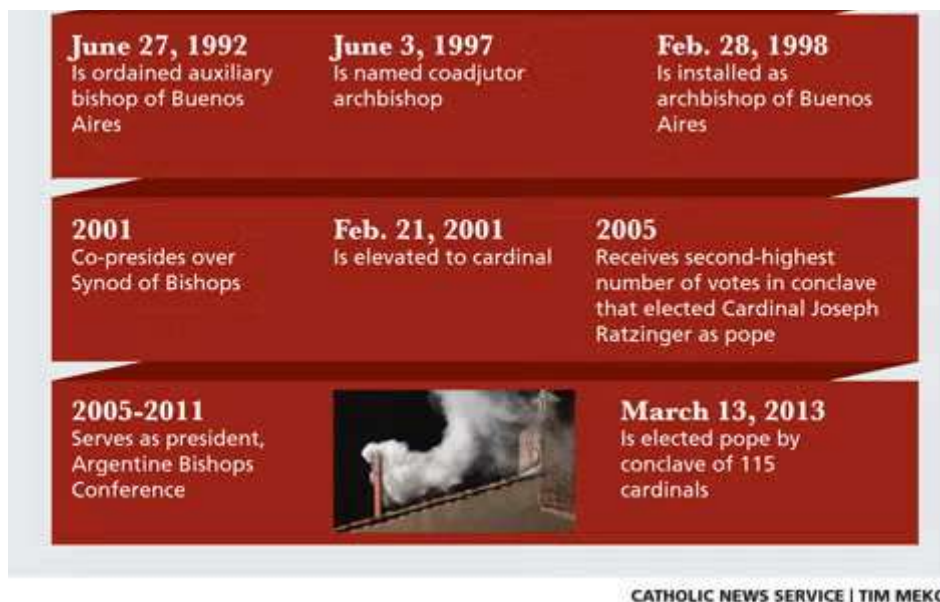 June 27, 1992
Is ordained auxiliary
bishop of Buenos
Aires
June 3, 1997
Is named coadjutor
archbishop
Feb. 28, 1998
Is installed as
archbishop of Buenos
Aires
2001
Co-presides over
Synod of Bishops
Feb. 21, 2001
Is elevated to cardinal
2005
Receives second-highest
number of votes in conclave
that elected Cardinal Joseph
Ratzinger as pope
2005-2011
Serves as president,
Argentine Bishops
Conference
March 13, 2013
Is elected pope by
conclave of 115
cardinals
CATHOLIC NEWS SERVICE | TIM